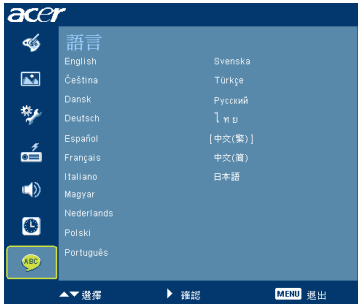 acer
語言
English
Čeština
Dansk
Deutsch
Español
Français
Italiano
Magyar
Nederlands
Polski
Português
Svenska
Türkçe
Русский
ไทย
[中文(繁)]
中文(简)
日本語
ABC
▲▼ 選擇
▶ 確認
MENU 退出